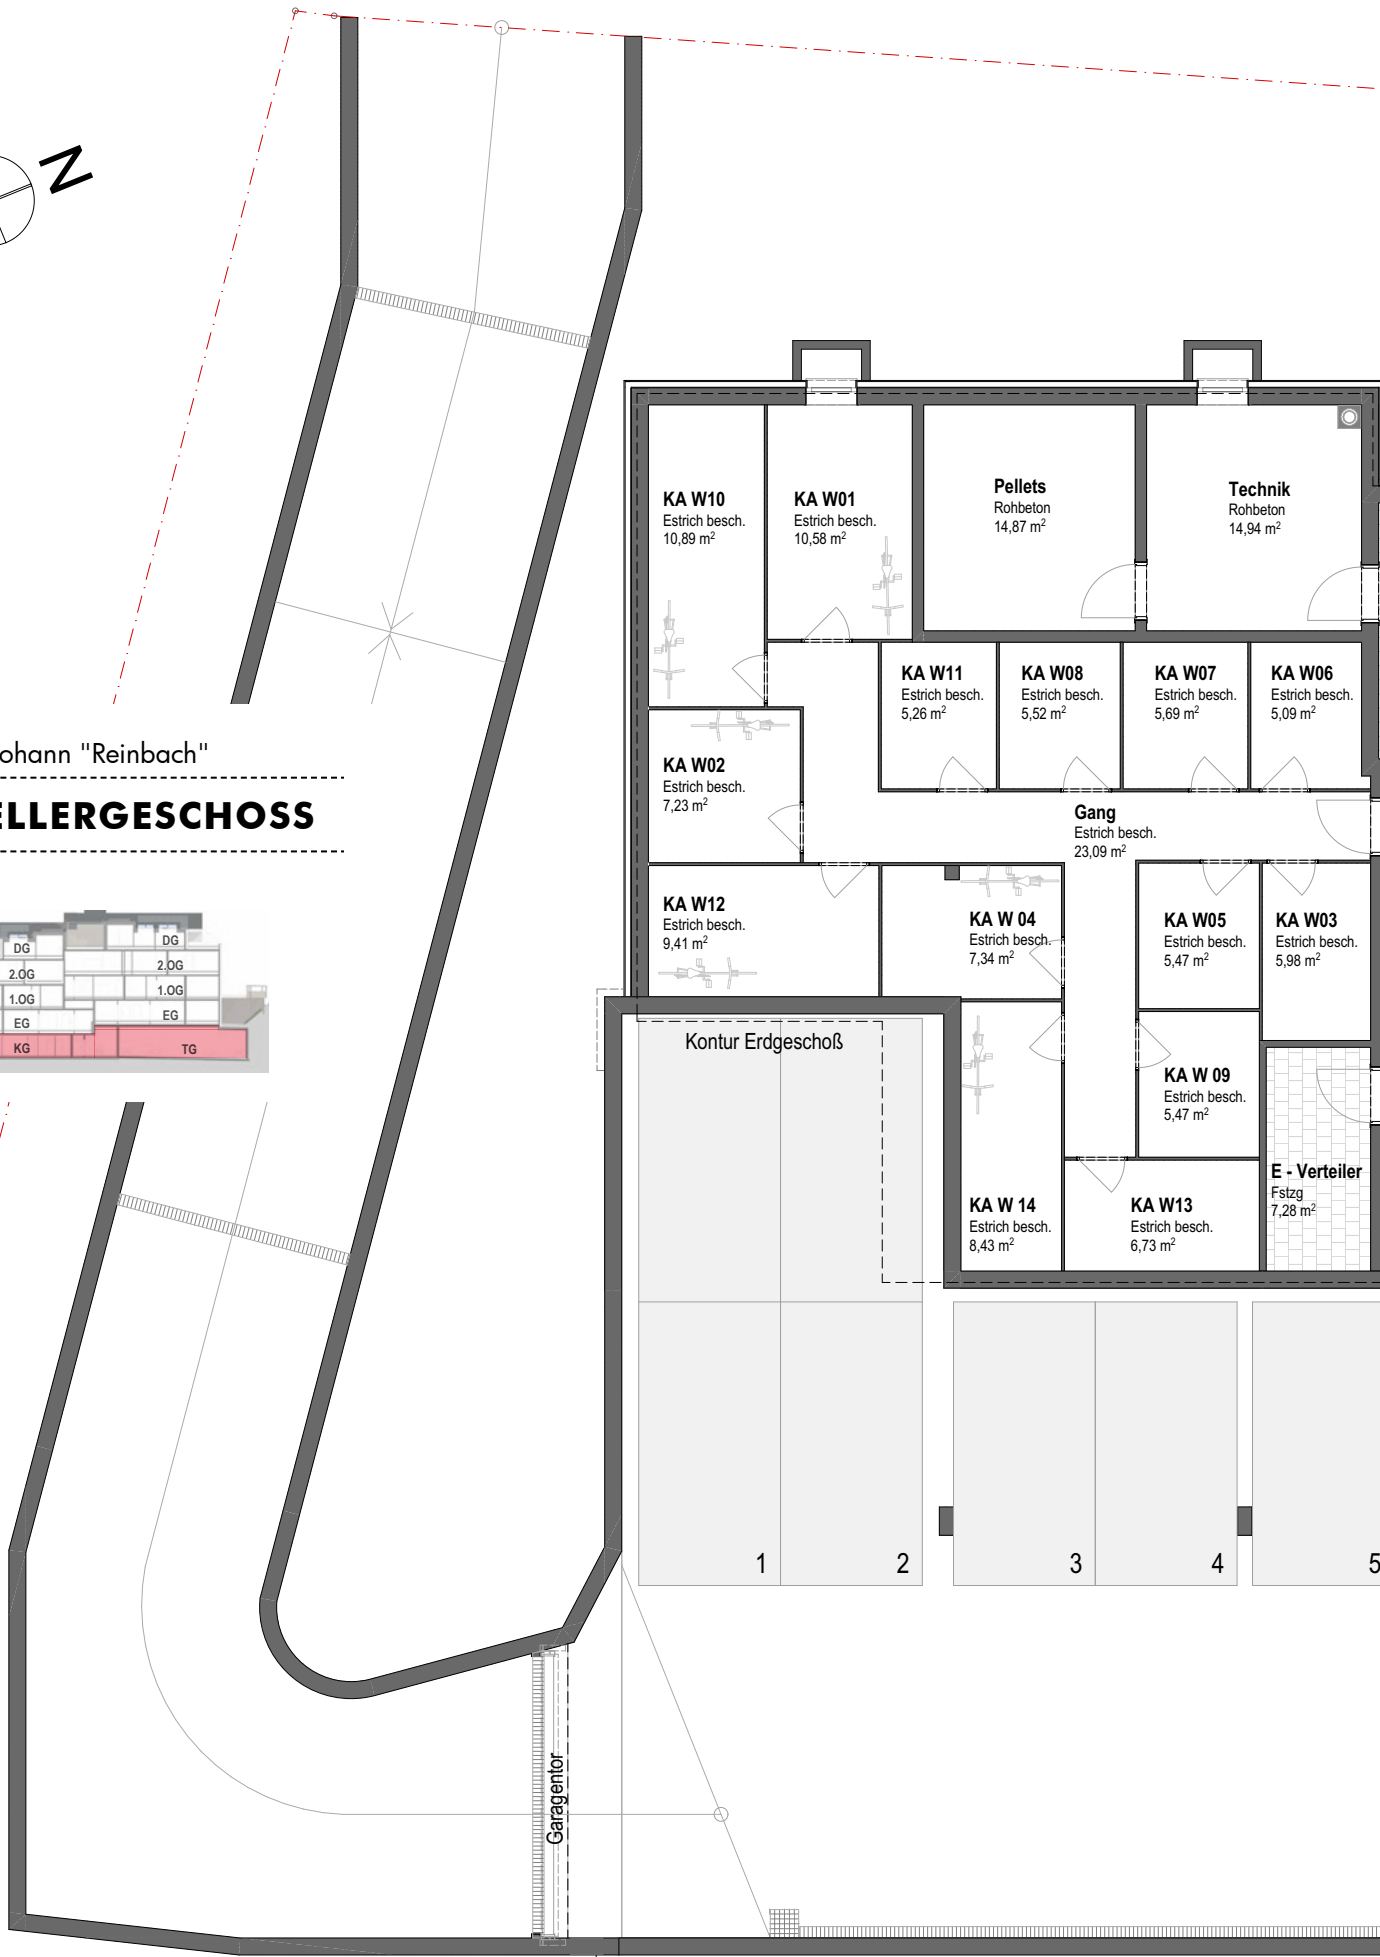 N
KA W10
Estrich besch.
10,89 m²
KA W01
Estrich besch.
10,58 m²
Pellets
Rohbeton
14,87 m²
Technik
Rohbeton
14,94 m²
KA W11
Estrich besch.
5,26 m²
KA W08
Estrich besch.
5,52 m²
KA W07
Estrich besch.
5,69 m²
KA W06
Estrich besch.
5,09 m²
ohann "Reinbach"
ELLERGESCHOSS
KA W02
Estrich besch.
7,23 m²
Gang
Estrich besch.
23,09 m²
KA W12
Estrich besch.
9,41 m²
KA W 04
Estrich besch.
7,34 m²
KA W05
Estrich besch.
5,47 m²
KA W03
Estrich besch.
5,98 m²
DG
DG
2.OG
2.OG
1.OG
1.OG
EG
EG
KG
TG
Kontur Erdgeschoß
KA W 09
Estrich besch.
5,47 m²
KA W 14
Estrich besch.
8,43 m²
KA W13
Estrich besch.
6,73 m²
E - Verteiler
Fstzg
7,28 m²
1
2
3
4
5
Garagentor